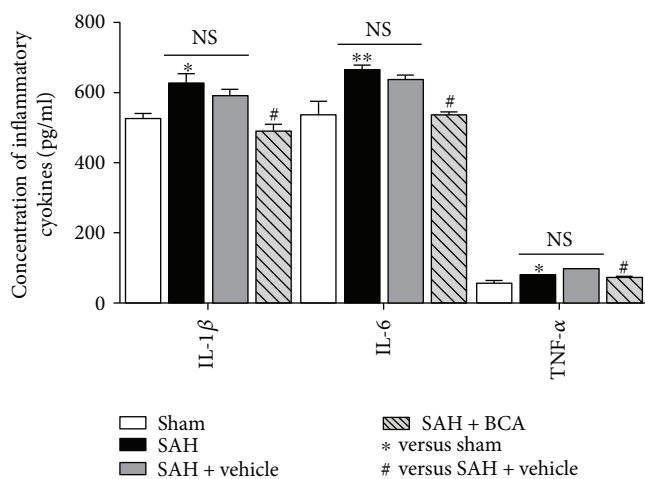 Concentration of inflammatory
cyokines (pg/ml)
800
600
400
200
0
NS
*
#
NS
**
#
NS
*
#
IL-1β
IL-6
TNF-α
Sham
SAH
SAH + vehicle
SAH + BCA
* versus sham
# versus SAH + vehicle